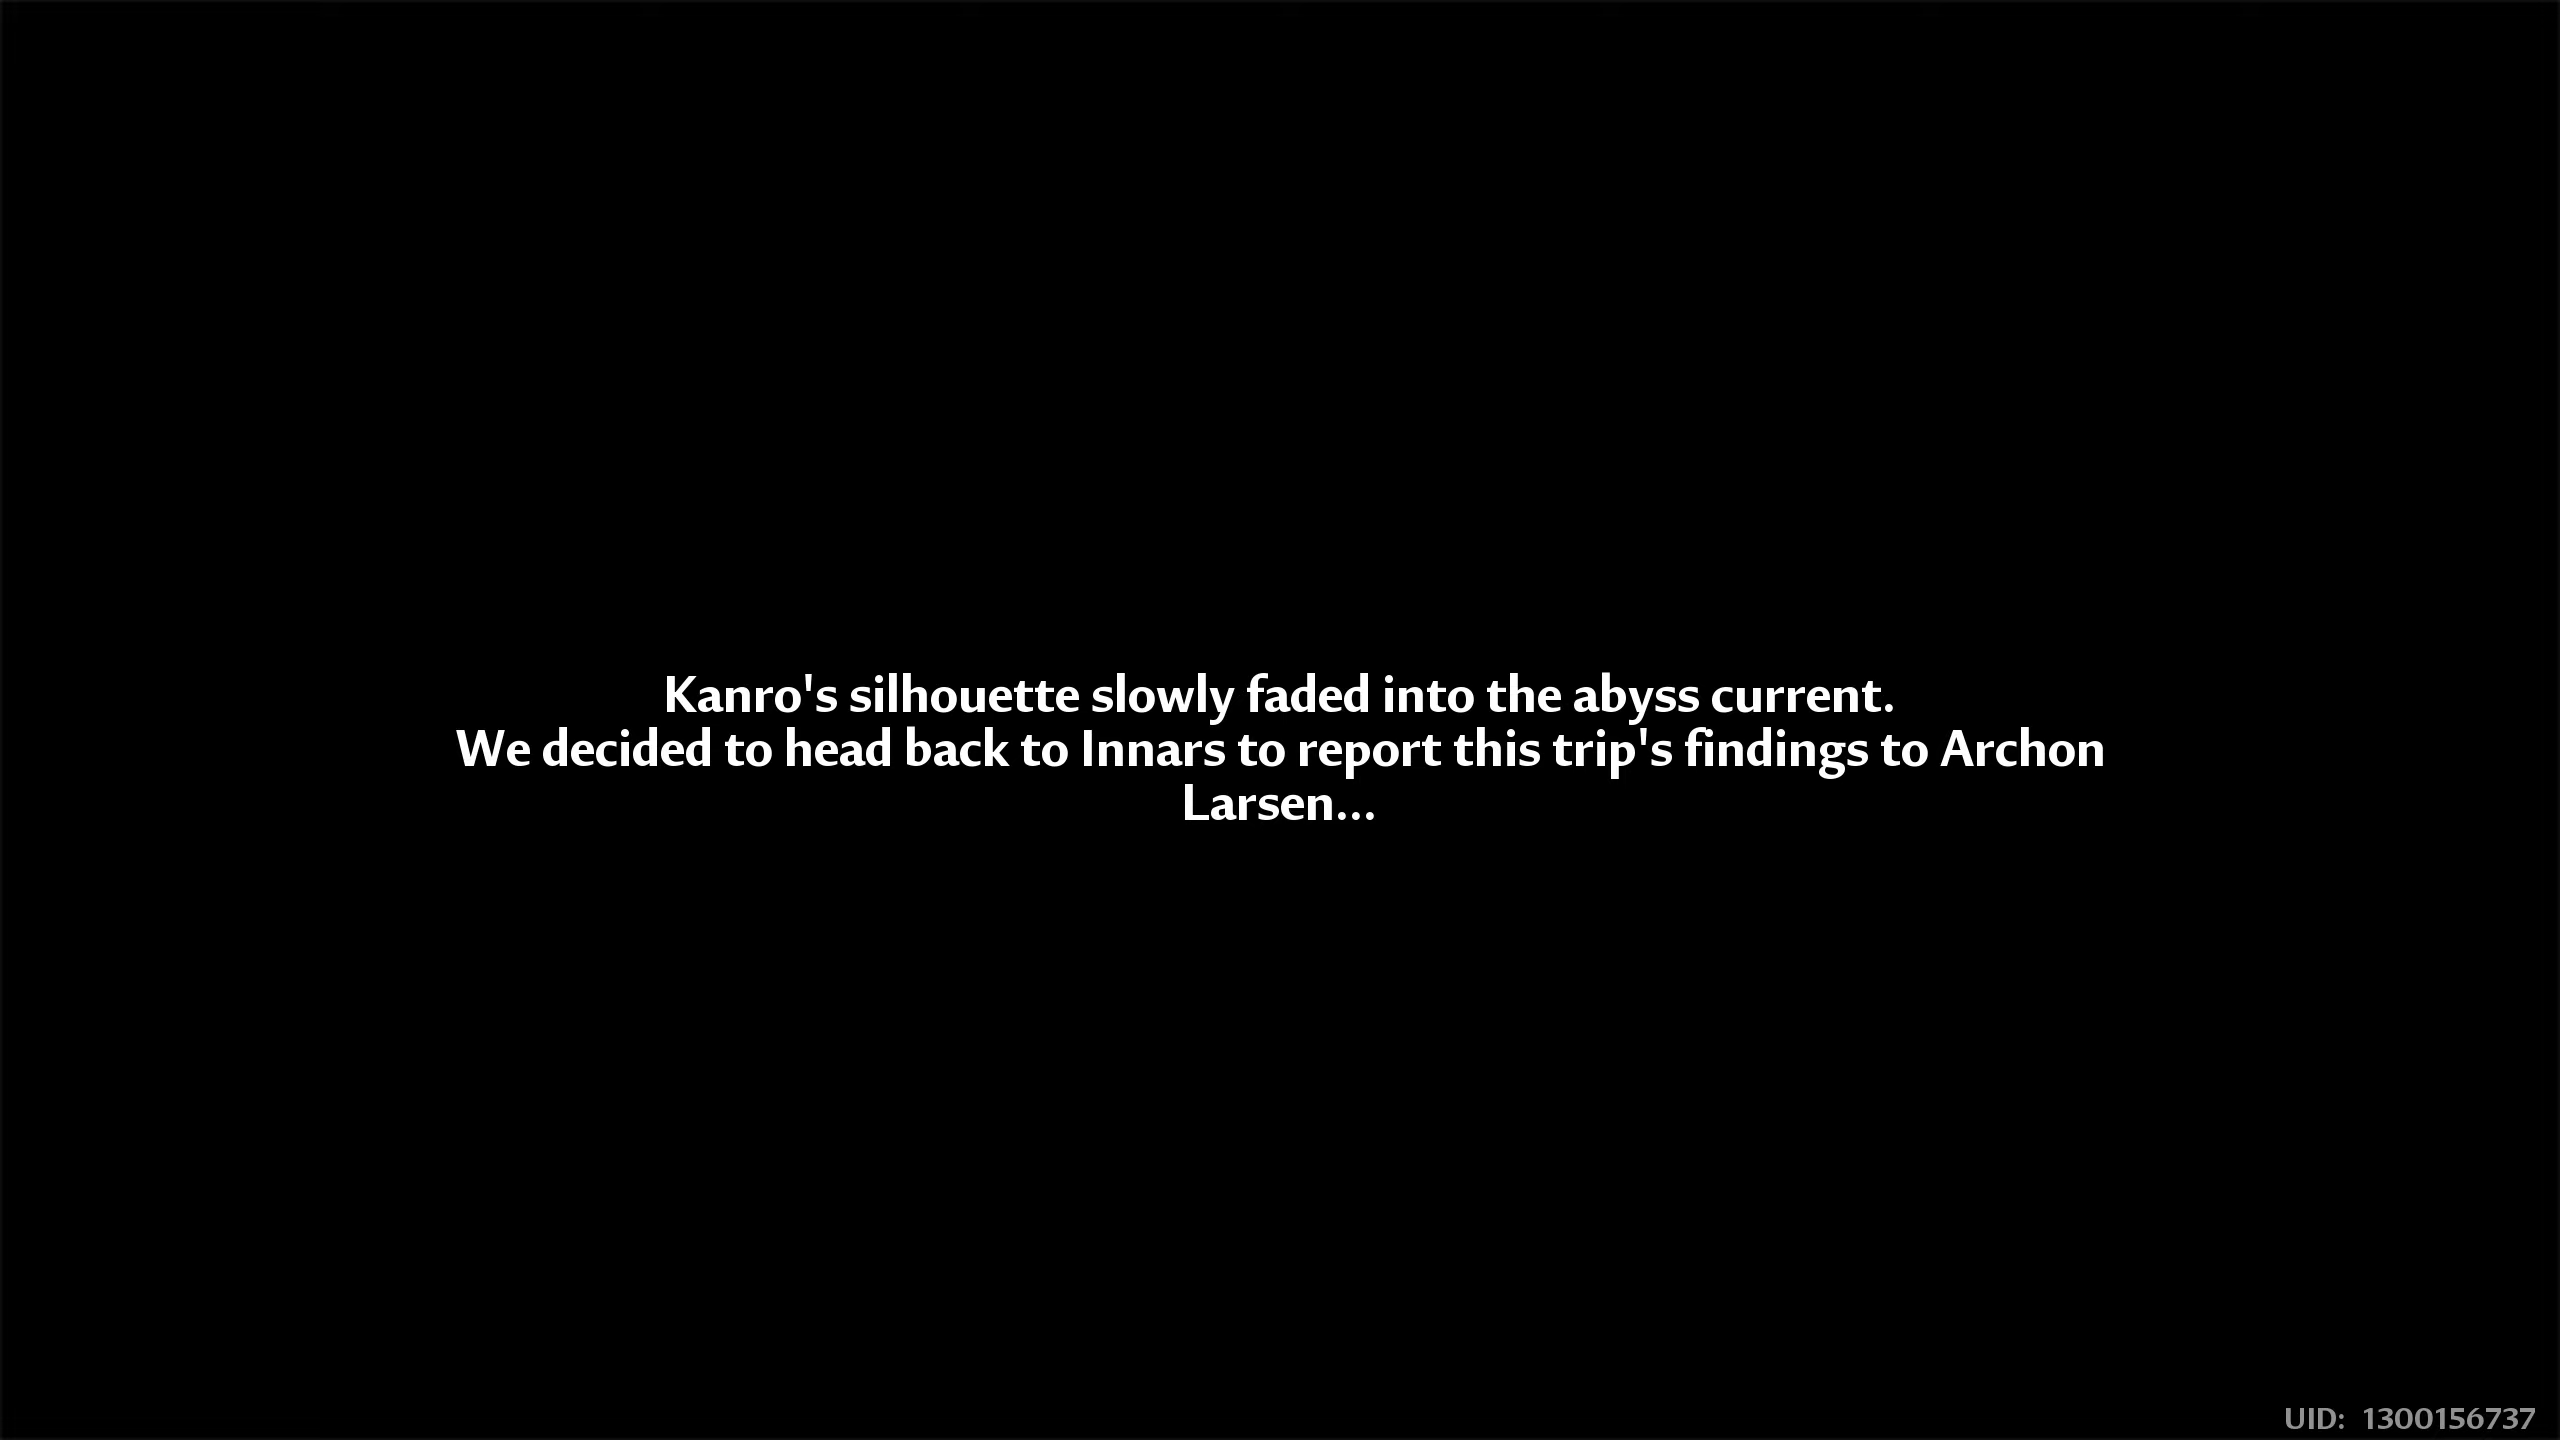 Kanro's silhouette slowly faded into the abyss current.
We decided to head back to Innars to report this trip's findings to Archon
Larsen...
UID: 1300156737